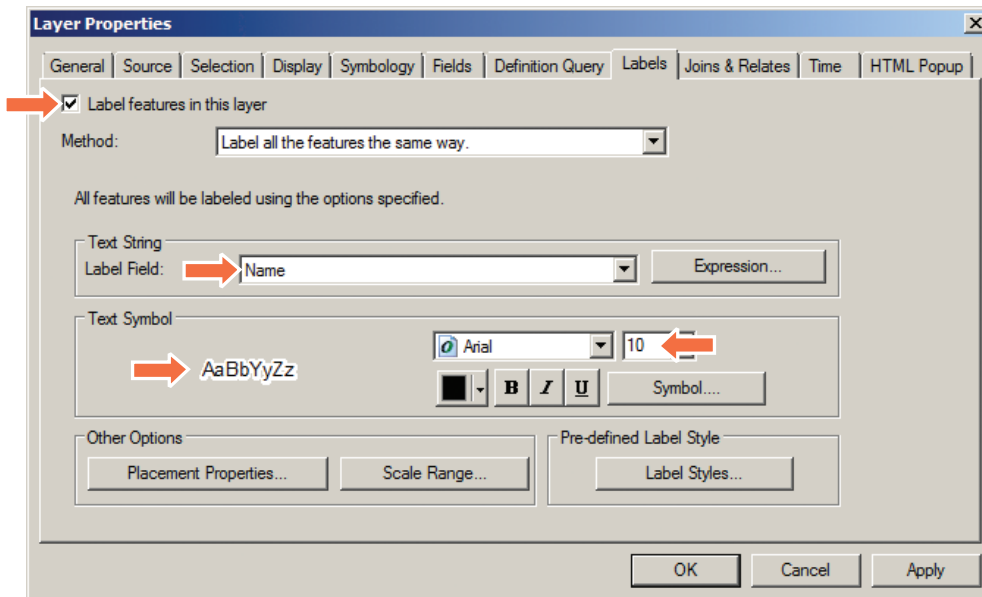 Layer Properties
General Source Selection Display Symbology Fields Definition Query Labels Joins & Relates Time HTML Popup
Label features in this layer
Method: Label all the features the same way.
All features will be labeled using the options specified.
Text String
Label Field: Name Expression...
Text Symbol
AaBbYyZz Arial 10
B I U Symbol....
Other Options Pre-defined Label Style
Placement Properties... Scale Range... Label Styles...
OK Cancel Apply